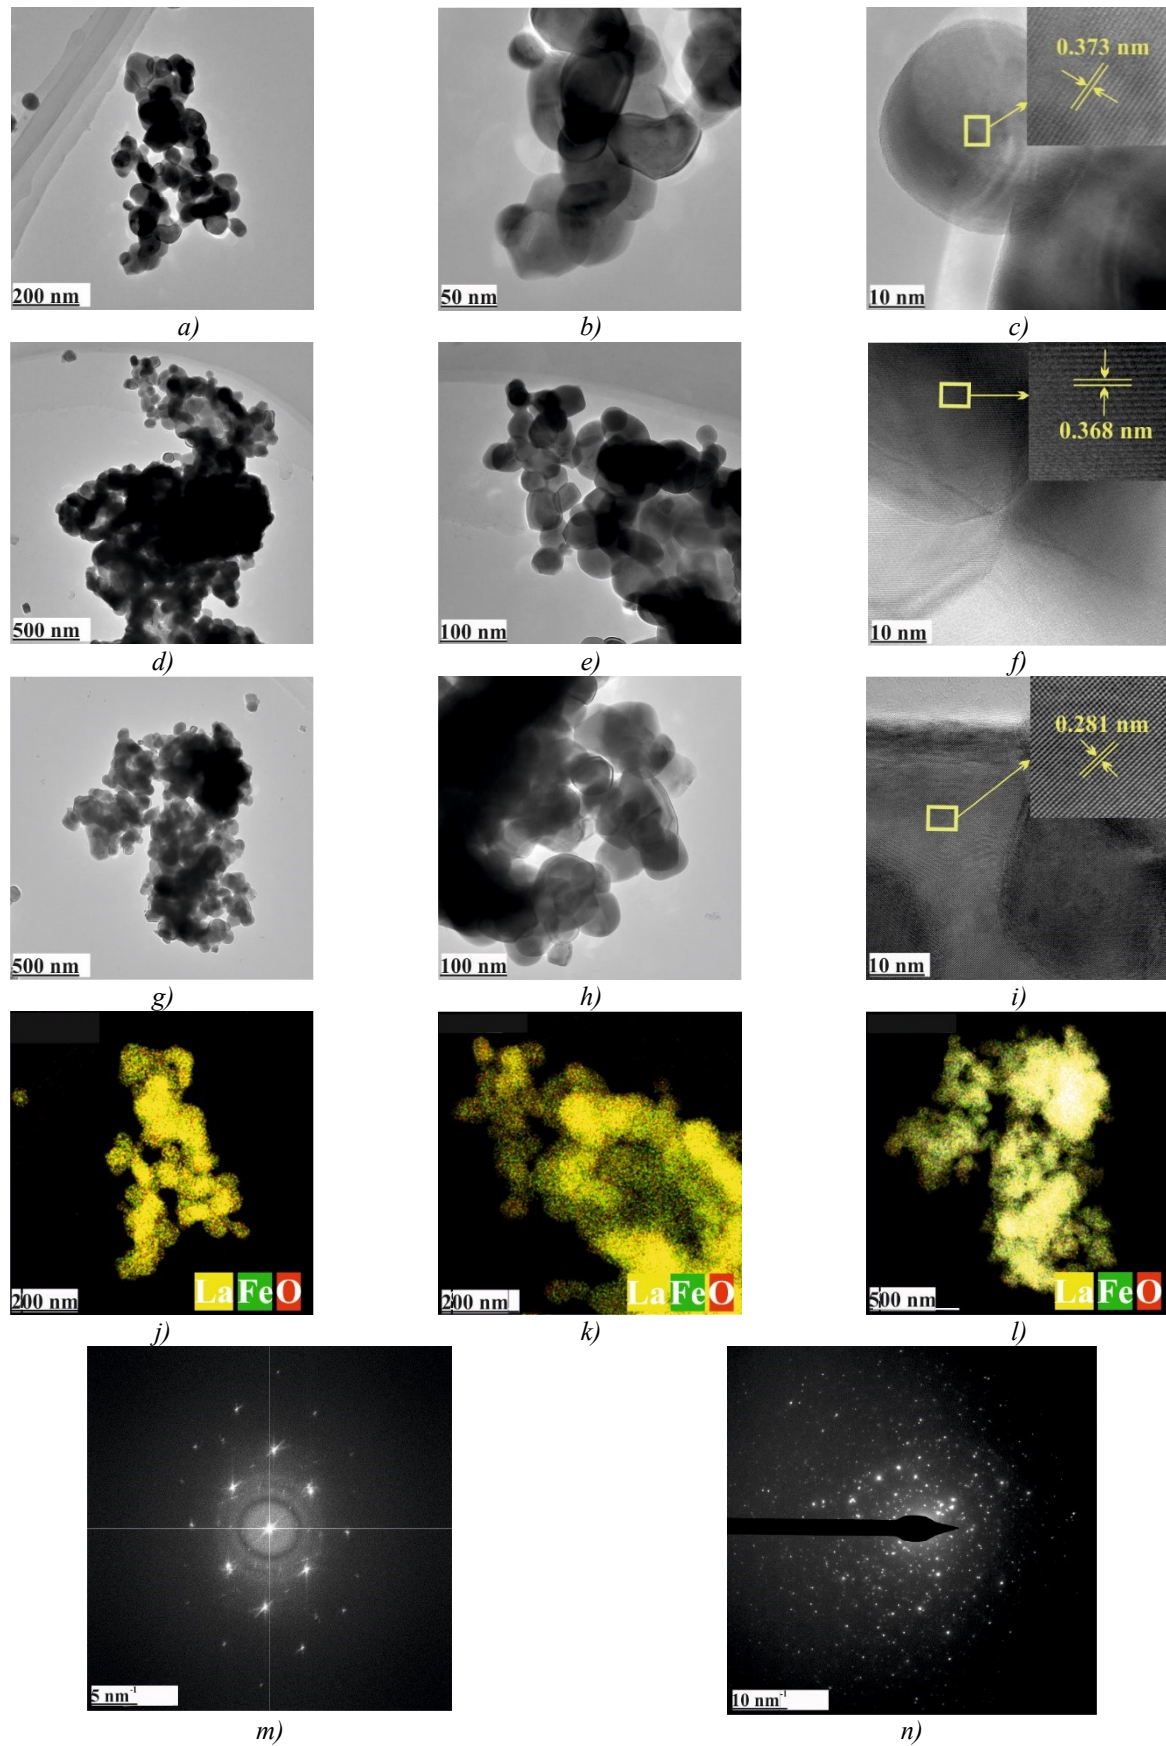 0.373 nm
200 nm
50 nm
10 nm
a)
b)
c)
0.368 nm
500 nm
100 nm
10 nm
d)
e)
f)
0.281 nm
500 nm
100 nm
10 nm
g)
h)
i)
200 nm
La Fe O
200 nm
La Fe O
500 nm
La Fe O
j)
k)
l)
5 nm⁻¹
10 nm⁻¹
m)
n)